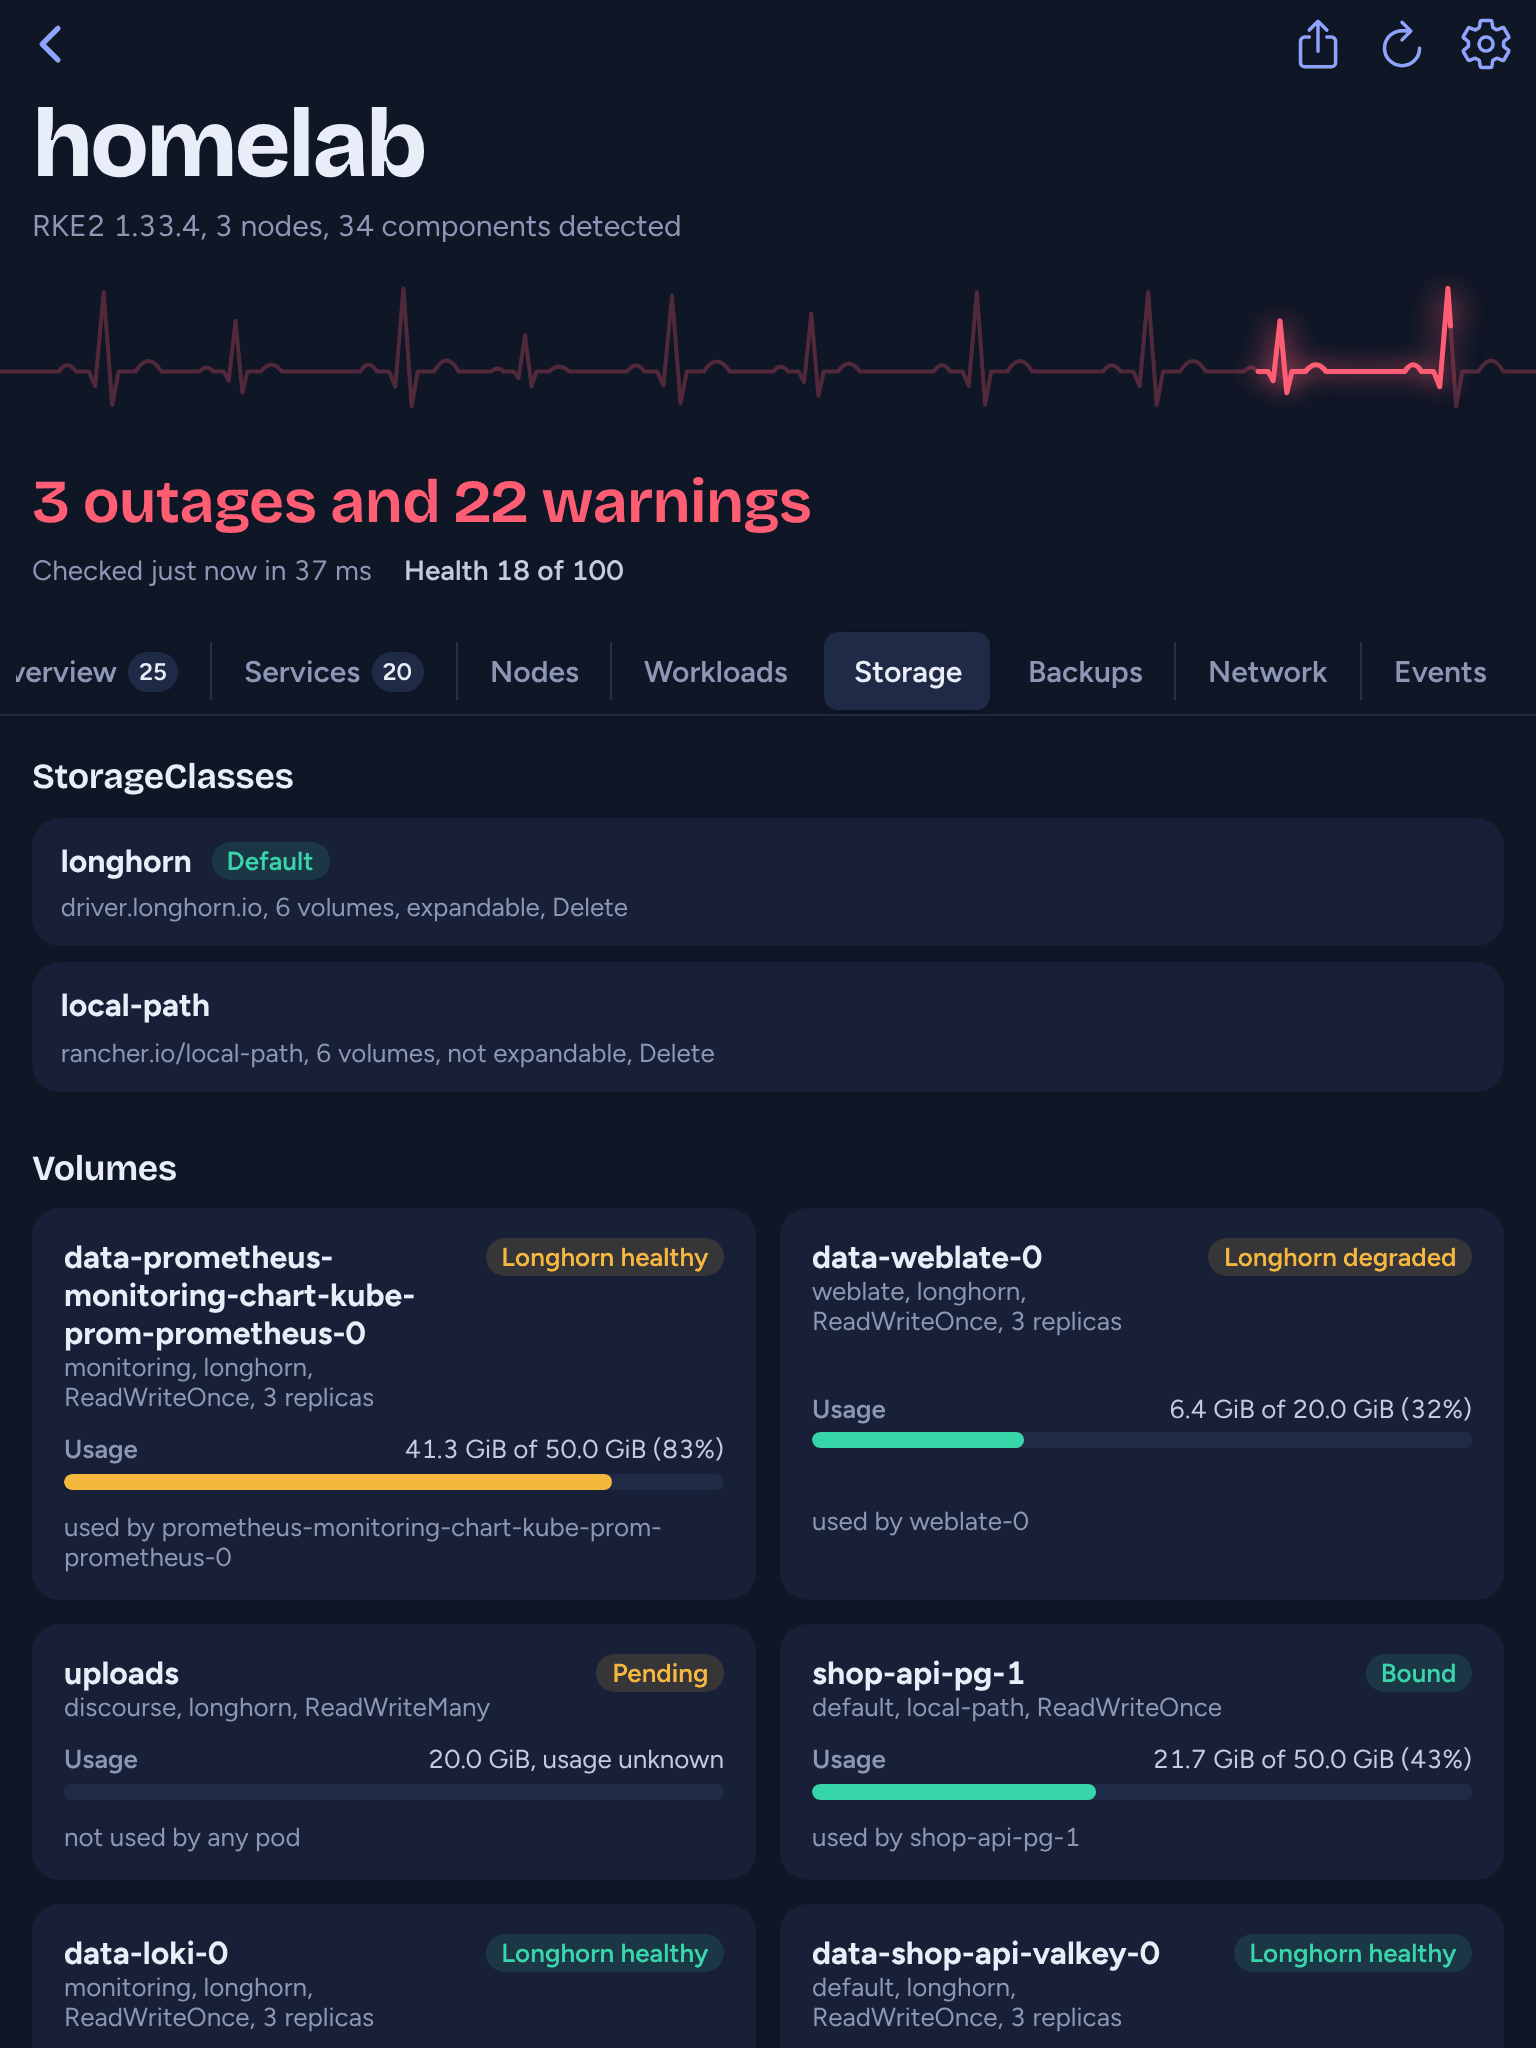 homelab
RKE2 1.33.4, 3 nodes, 34 components detected
3 outages and 22 warnings
Checked just now in 37 ms Health 18 of 100
verview 25 Services 20 Nodes Workloads Storage Backups Network Events
StorageClasses
longhorn Default
driver.longhorn.io, 6 volumes, expandable, Delete
local-path
rancher.io/local-path, 6 volumes, not expandable, Delete
Volumes
data-prometheus-
monitoring-chart-kube-
prom-prometheus-0
Longhorn healthy
monitoring, longhorn,
ReadWriteOnce, 3 replicas
Usage 41.3 GiB of 50.0 GiB (83%)
used by prometheus-monitoring-chart-kube-prom-
prometheus-0
data-weblate-0 Longhorn degraded
weblate, longhorn,
ReadWriteOnce, 3 replicas
Usage 6.4 GiB of 20.0 GiB (32%)
used by weblate-0
uploads Pending
discourse, longhorn, ReadWriteMany
Usage 20.0 GiB, usage unknown
not used by any pod
shop-api-pg-1 Bound
default, local-path, ReadWriteOnce
Usage 21.7 GiB of 50.0 GiB (43%)
used by shop-api-pg-1
data-loki-0 Longhorn healthy
monitoring, longhorn,
ReadWriteOnce, 3 replicas
data-shop-api-valkey-0 Longhorn healthy
default, longhorn,
ReadWriteOnce, 3 replicas